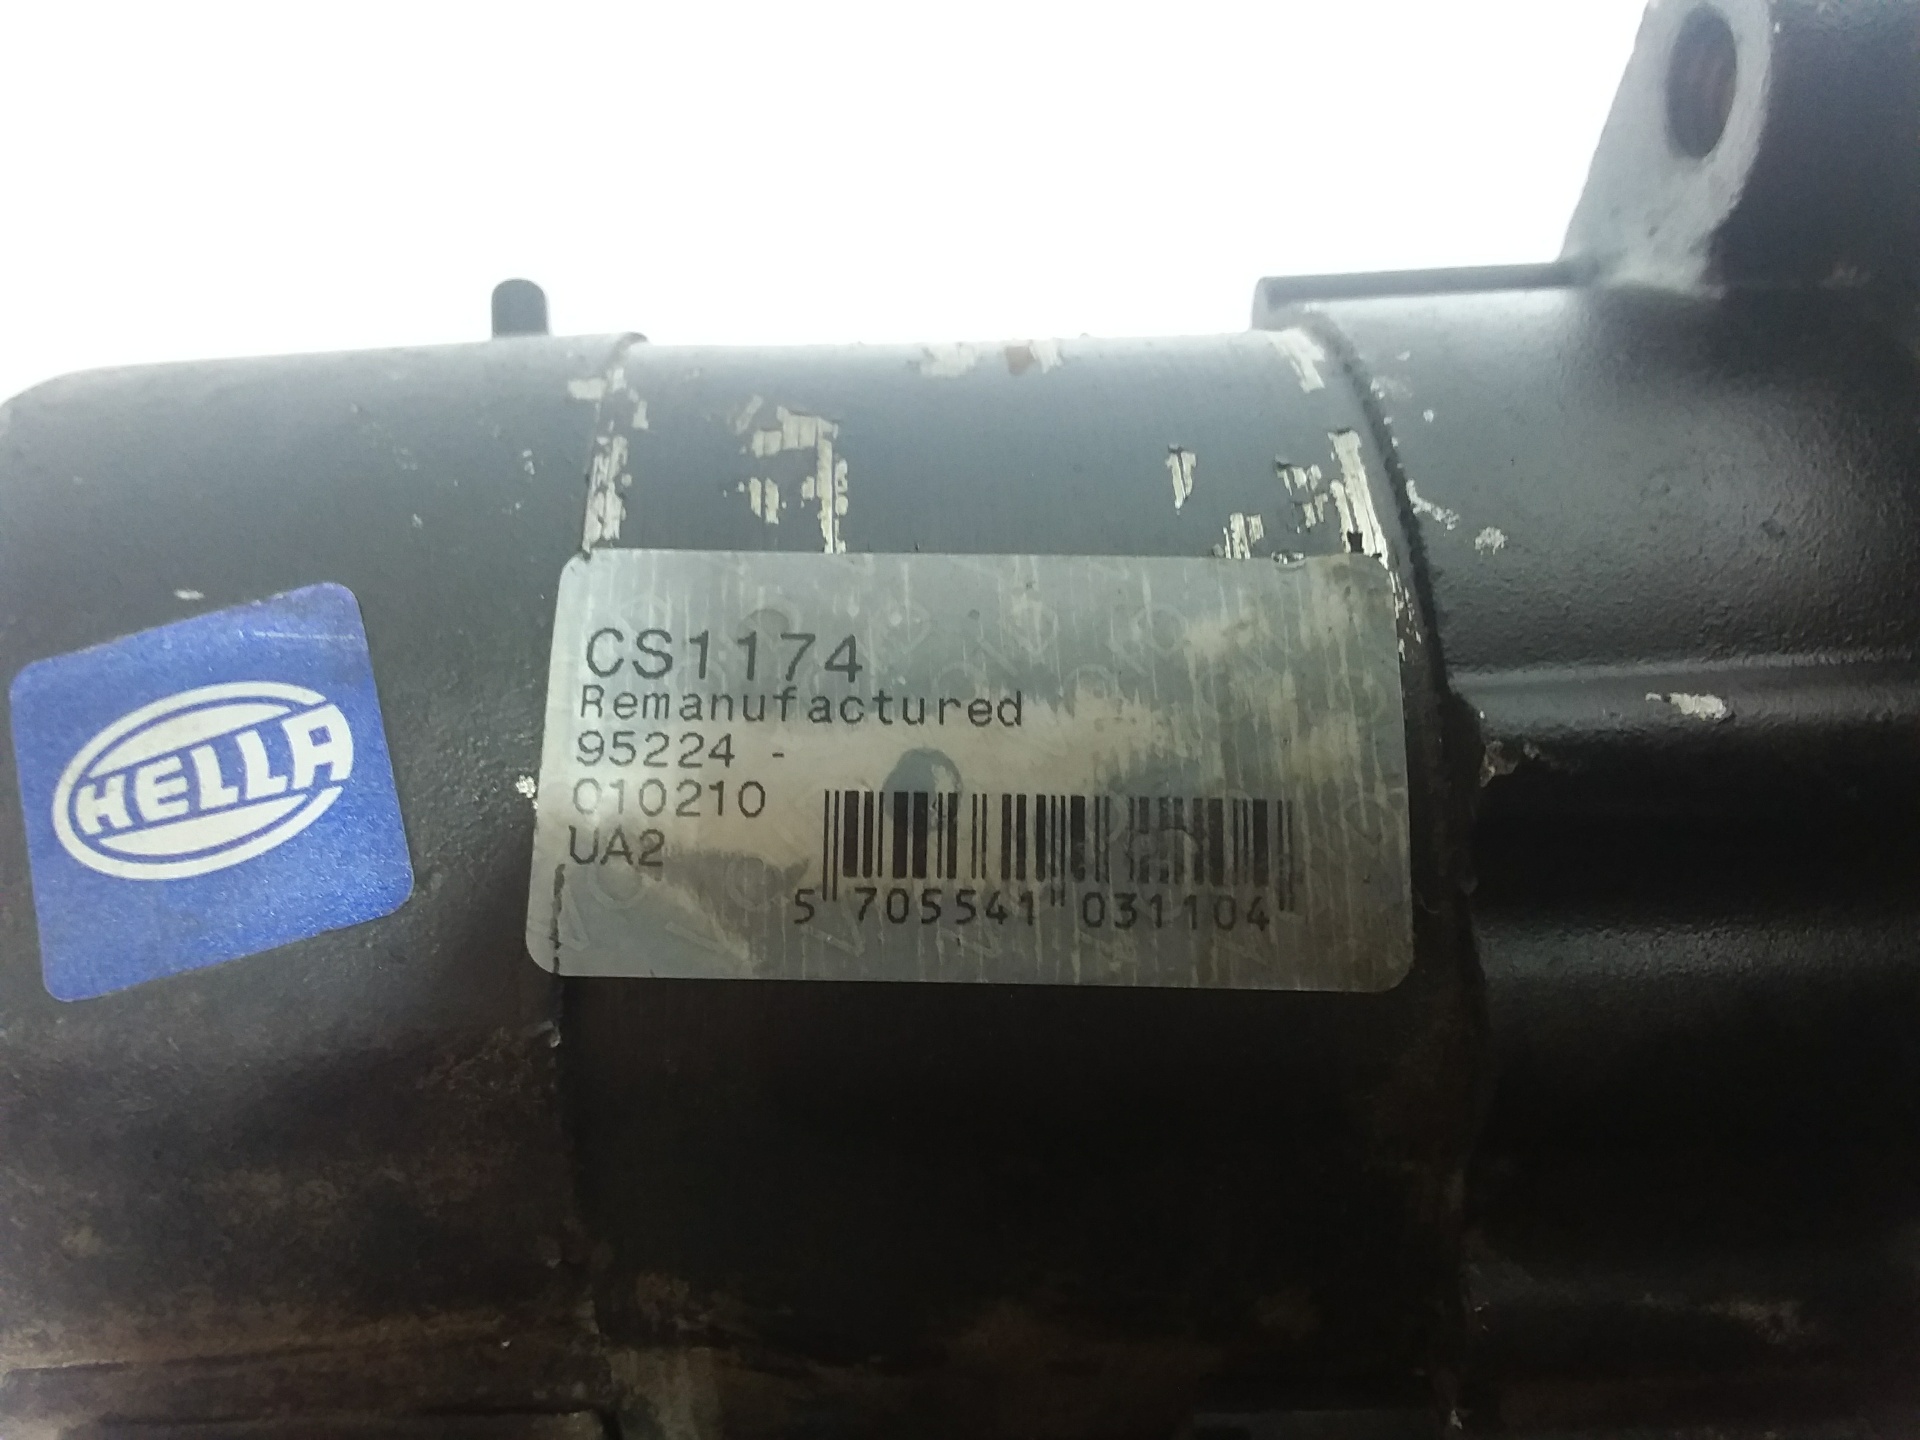 HELLA
CS1174
Remanufactured
95224 -
010210
UA2
5 705541 031104